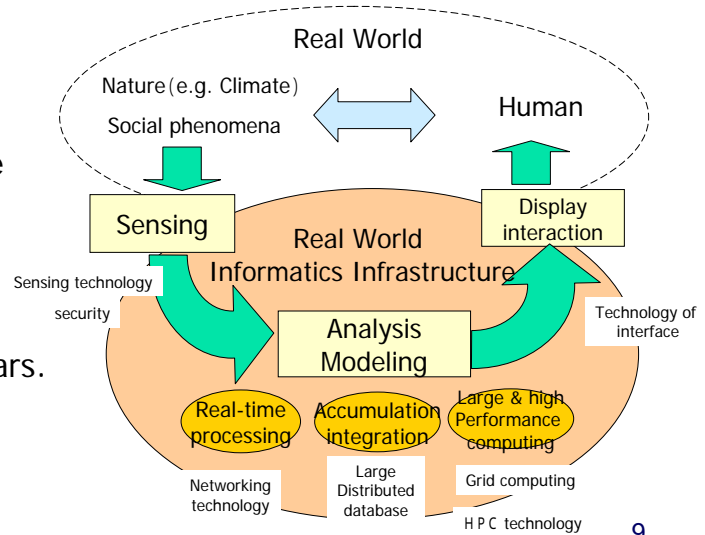 Real World
Nature(e.g. Climate)
Social phenomena
Human
e
Sensing
Display
interaction
Real World
Informatics Infrastructure
Sensing technology
security
Technology of
interface
Analysis
Modeling
ars.
Real-time
processing
Accumulation
integration
Large & high
Performance
computing
Networking
technology
Large
Distributed
database
Grid computing
HPC technology
9